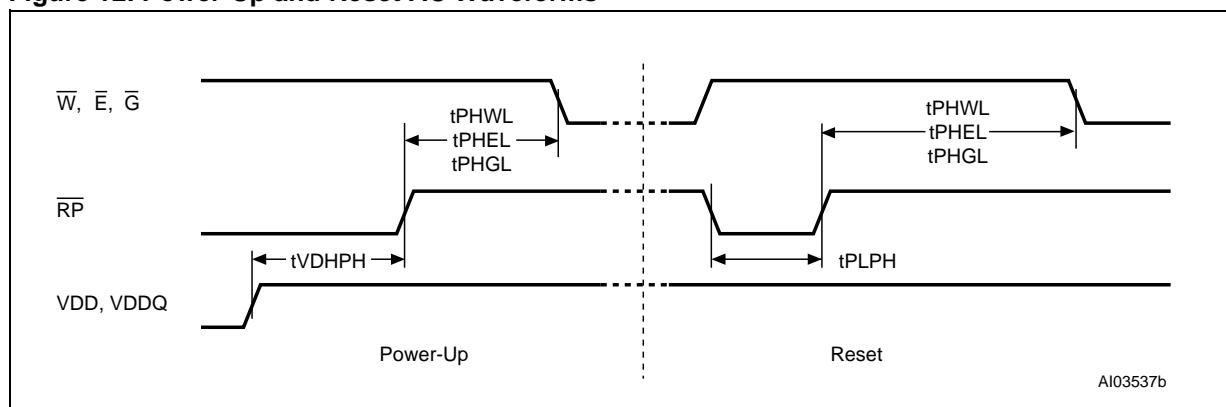 Figure 12. Power-Up and Reset AC Waveforms
W, E, G
tPHWL
tPHEL
tPHGL
tPHWL
tPHEL
tPHGL
RP
tVDHPH
tPLPH
VDD, VDDQ
Power-Up
Reset
AI03537b